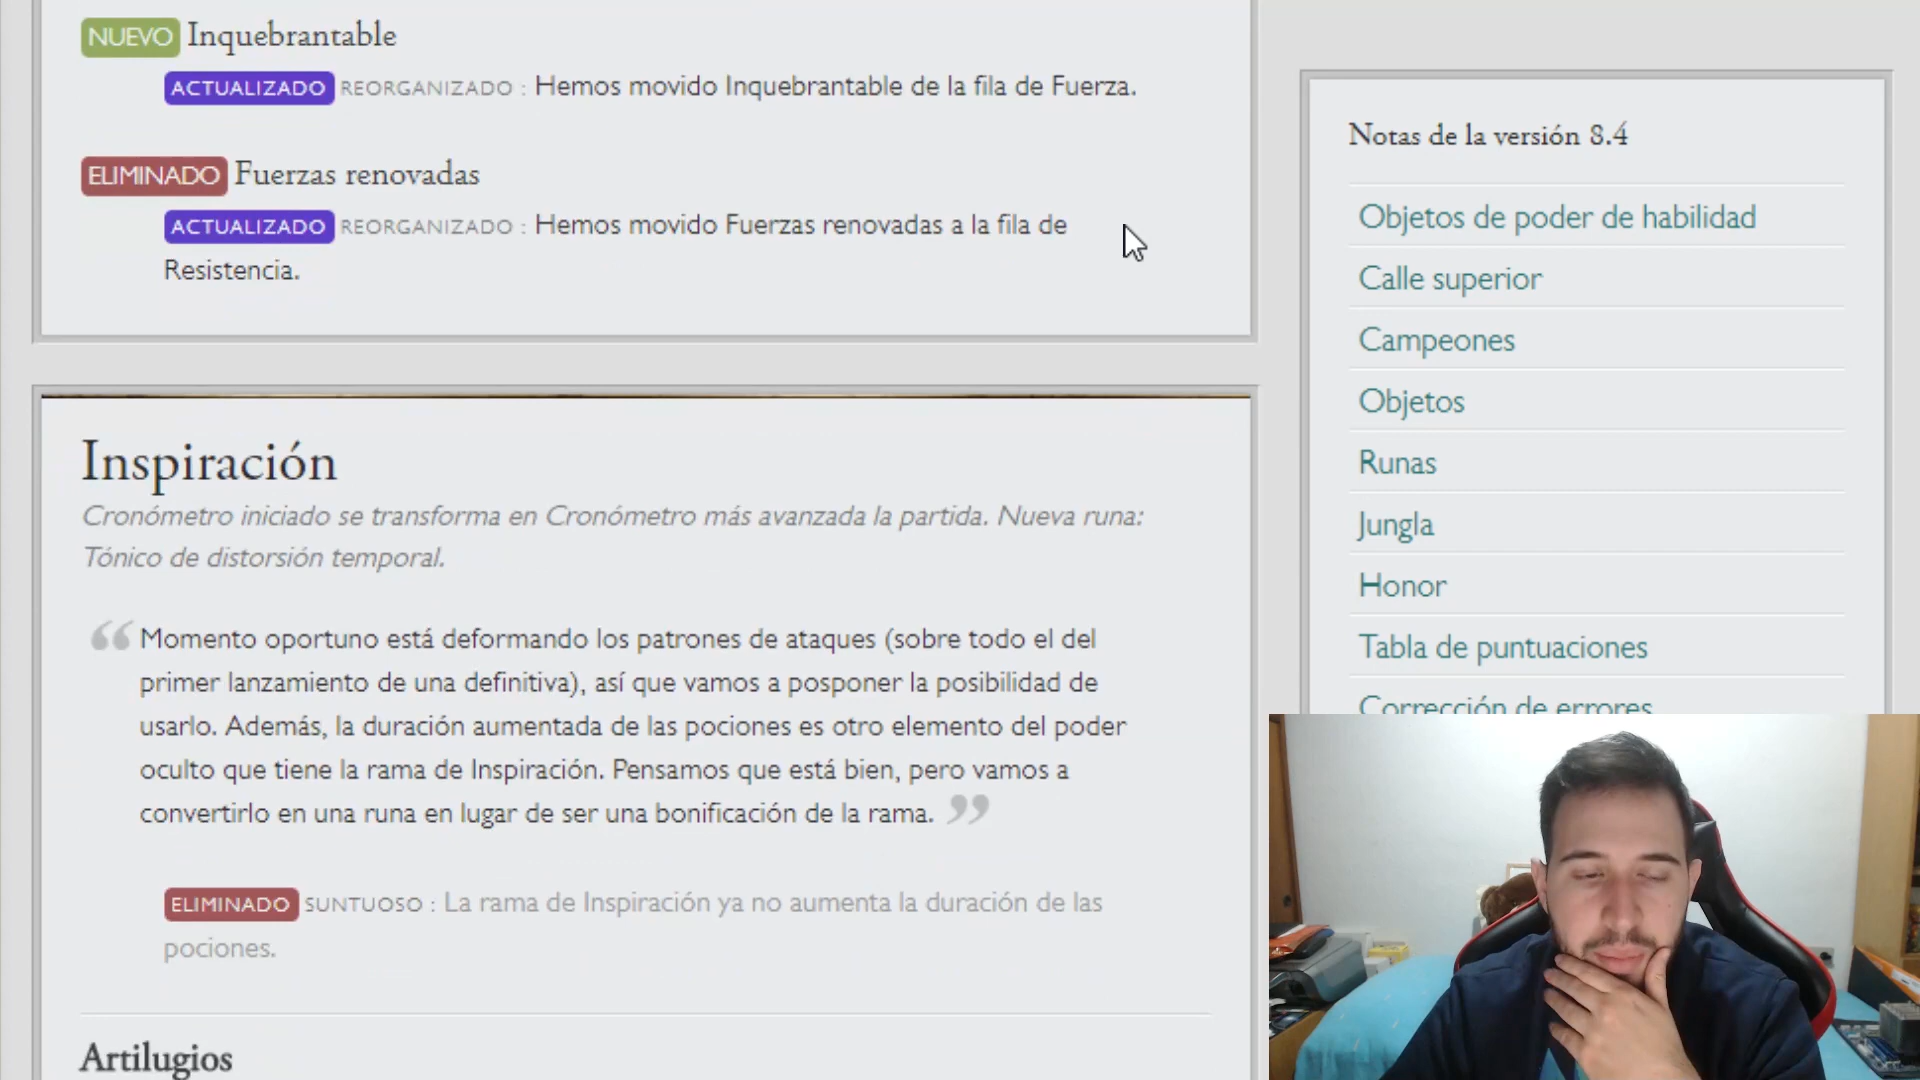 NUEVO Inquebrantable
ACTUALIZADO REORGANIZADO : Hemos movido Inquebrantable de la fila de Fuerza.
ELIMINADO Fuerzas renovadas
ACTUALIZADO REORGANIZADO : Hemos movido Fuerzas renovadas a la fila de
Resistencia.
Inspiración
Cronómetro iniciado se transforma en Cronómetro más avanzada la partida. Nueva runa:
Tónico de distorsión temporal.
“ Momento oportuno está deformando los patrones de ataques (sobre todo el del
primer lanzamiento de una definitiva), así que vamos a posponer la posibilidad de
usarlo. Además, la duración aumentada de las pociones es otro elemento del poder
oculto que tiene la rama de Inspiración. Pensamos que está bien, pero vamos a
convertirlo en una runa en lugar de ser una bonificación de la rama. ”
ELIMINADO SUNTUOSO : La rama de Inspiración ya no aumenta la duración de las
pociones.
Artilugios
Notas de la versión 8.4
Objetos de poder de habilidad
Calle superior
Campeones
Objetos
Runas
Jungla
Honor
Tabla de puntuaciones
Corrección de errores